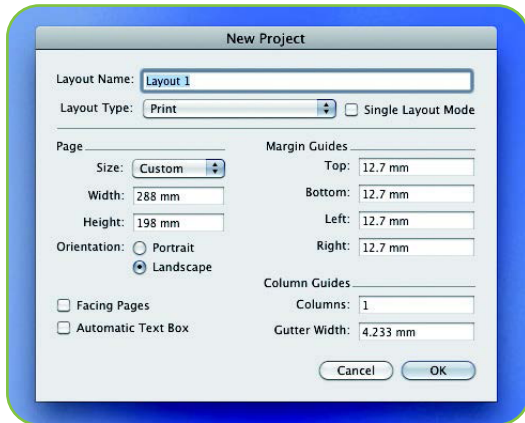 New Project
Layout Name: Layout 1
Layout Type: Print Single Layout Mode
Page
Size: Custom
Width: 288 mm
Height: 198 mm
Orientation: Portrait
Landscape
Facing Pages
Automatic Text Box
Margin Guides
Top: 12.7 mm
Bottom: 12.7 mm
Left: 12.7 mm
Right: 12.7 mm
Column Guides
Columns: 1
Gutter Width: 4.233 mm
Cancel OK